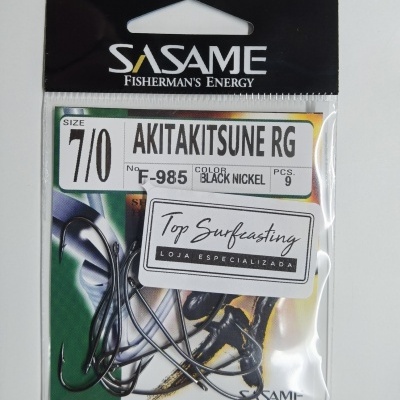 SASAME
FISHERMAN'S ENERGY
SIZE
7/0
AKITAKITSUNE RG
No. F-985
COLOR BLACK NICKEL
PCS. 9
Top Surfcasting
LOJA ESPECIALIZADA
SASAME